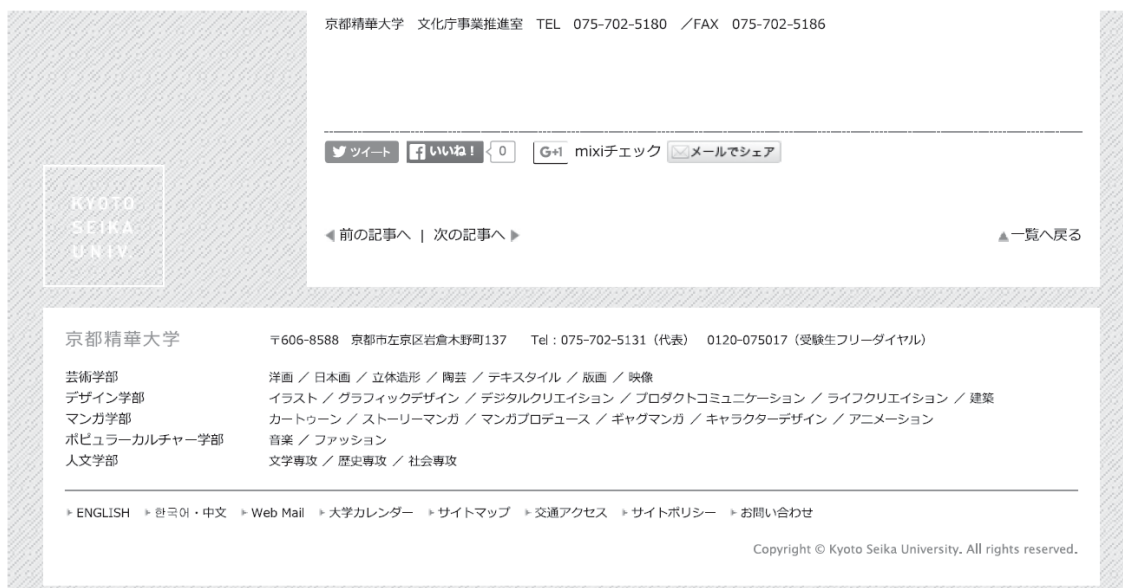 京都精華大学　文化庁事業推進室　TEL　075-702-5180　／FAX　075-702-5186
ツイート いいね！ 0 G+1 mixiチェック メールでシェア
KYOTO
SEIKA
UNIV.
前の記事へ | 次の記事へ 一覧へ戻る
京都精華大学 〒606-8588　京都市左京区岩倉木野町137　Tel：075-702-5131（代表）　0120-075017（受験生フリーダイヤル）
芸術学部 洋画 ／ 日本画 ／ 立体造形 ／ 陶芸 ／ テキスタイル ／ 版画 ／ 映像
デザイン学部 イラスト ／ グラフィックデザイン ／ デジタルクリエイション ／ プロダクトコミュニケーション ／ ライフクリエイション ／ 建築
マンガ学部 カートゥーン ／ ストーリーマンガ ／ マンガプロデュース ／ ギャグマンガ ／ キャラクターデザイン ／ アニメーション
ポピュラーカルチャー学部 音楽 ／ ファッション
人文学部 文学専攻 ／ 歴史専攻 ／ 社会専攻
ENGLISH 한국어・中文 Web Mail 大学カレンダー サイトマップ 交通アクセス サイトポリシー お問い合わせ
Copyright © Kyoto Seika University. All rights reserved.